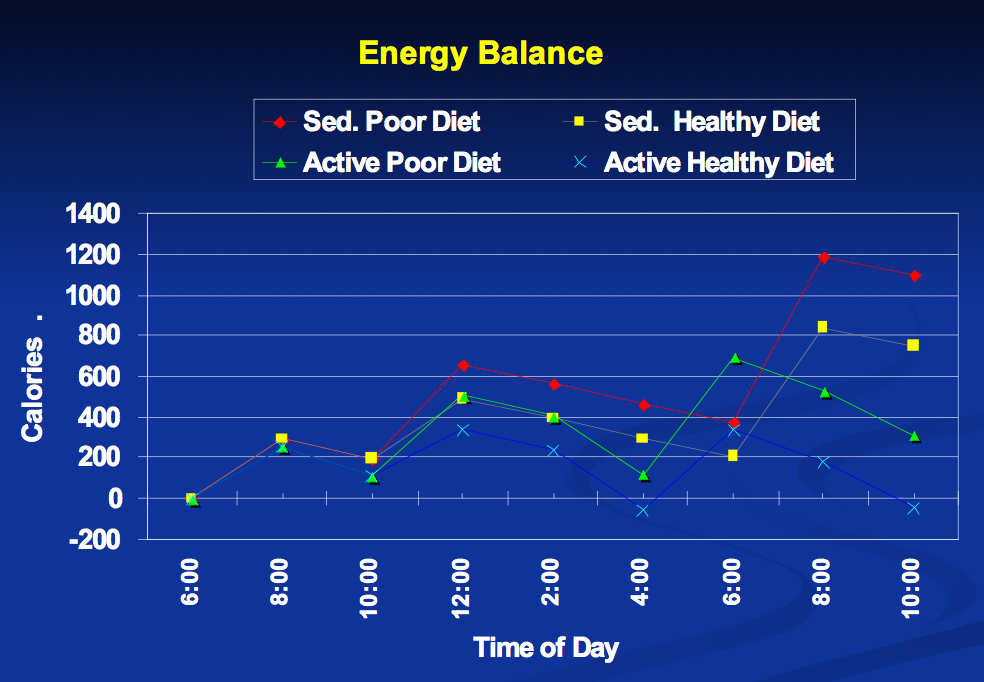 Energy Balance
Sed. Poor Diet
Sed. Healthy Diet
Active Poor Diet
Active Healthy Diet
1400
1200
1000
800
600
400
200
0
-200
Calories .
6:00
8:00
10:00
12:00
2:00
4:00
6:00
8:00
10:00
Time of Day